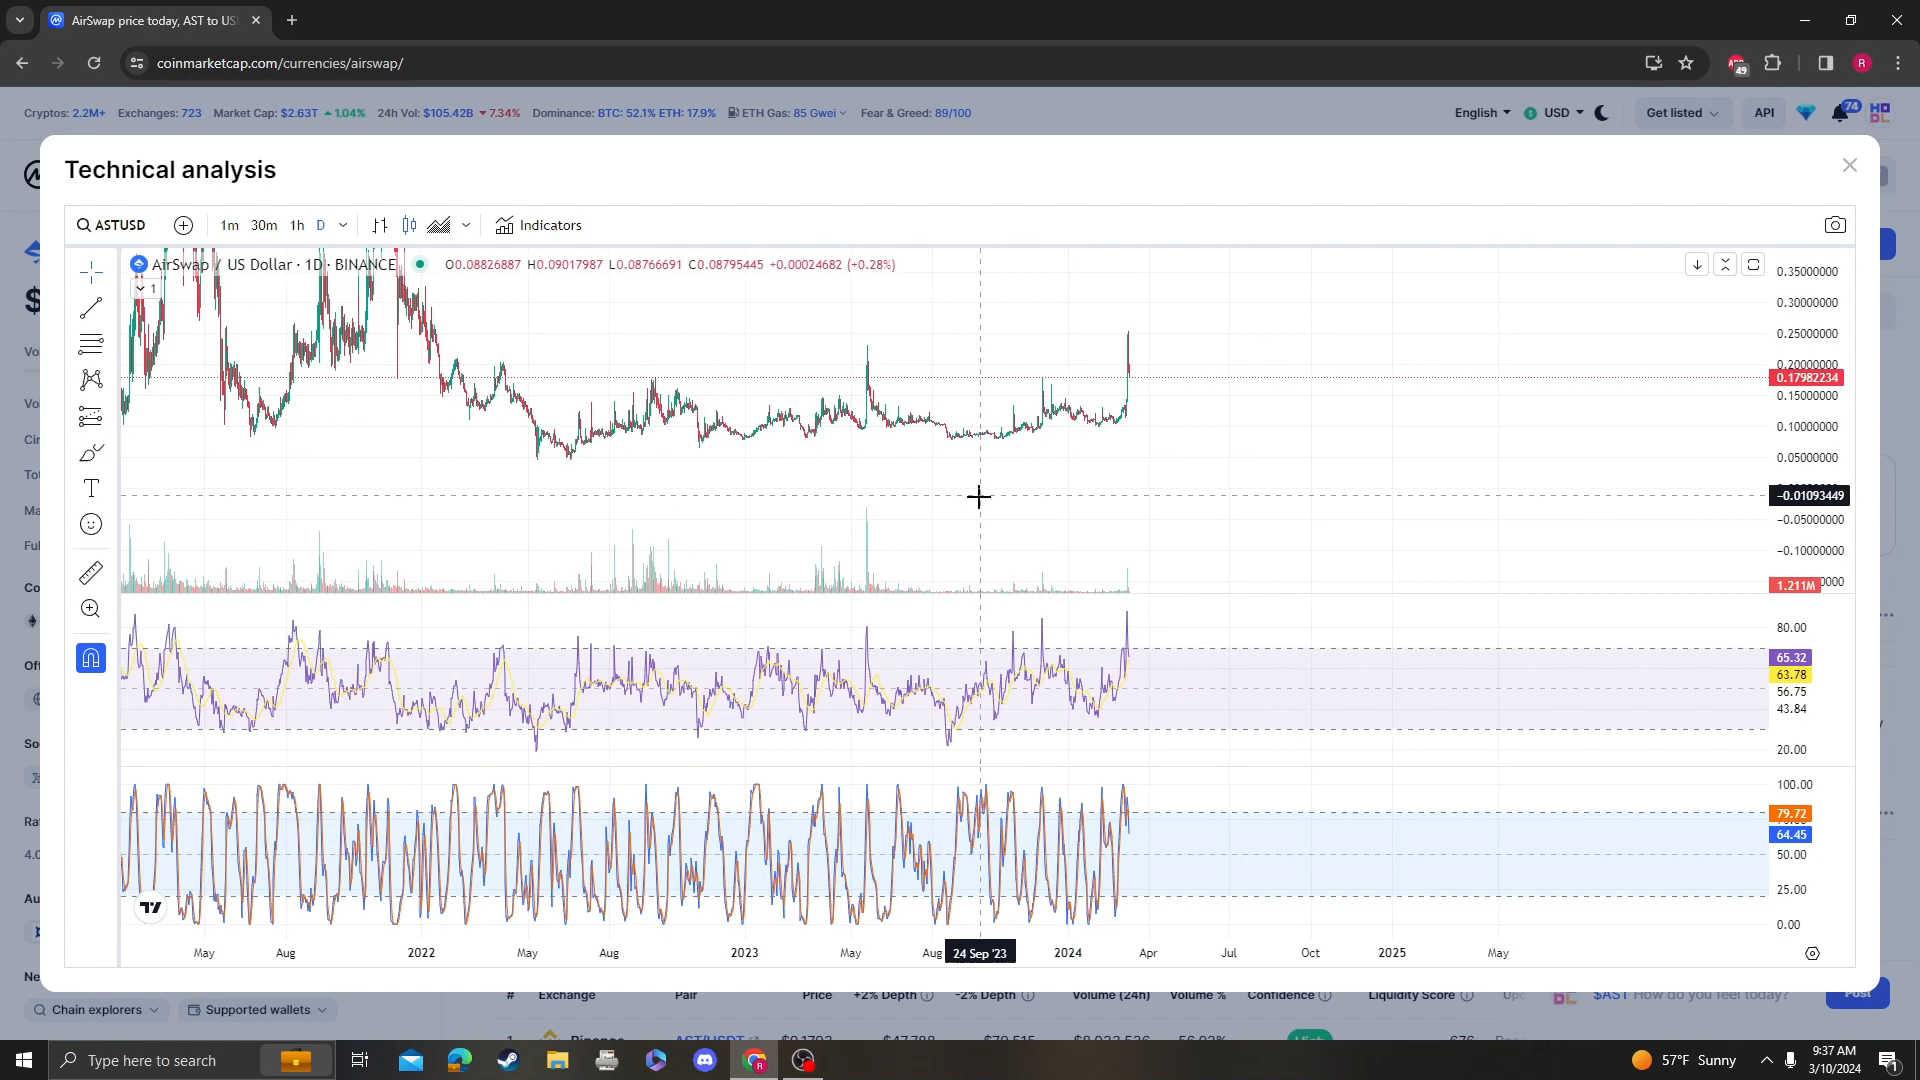 AirSwap price today, AST to US
coinmarketcap.com/currencies/airswap/
49
R
Cryptos: 2.2M+ Exchanges: 723 Market Cap: $2.63T 1.04% 24h Vol: $105.42B 7.34% Dominance: BTC: 52.1% ETH: 17.9% ETH Gas: 85 Gwei Fear & Greed: 89/100 English USD Get listed API 74
Technical analysis
ASTUSD 1m 30m 1h D Indicators
AirSwap / US Dollar · 1D · BINANCE O0.08826887 H0.09017987 L0.08766691 C0.08795445 +0.00024682 (+0.28%)
1
0.35000000
0.30000000
0.25000000
0.20000000
0.17982234
0.15000000
0.10000000
0.05000000
−0.01093449
−0.05000000
−0.10000000
1.211M
80.00
65.32
63.78
56.75
43.84
20.00
100.00
79.72
64.45
50.00
25.00
0.00
May Aug 2022 May Aug 2023 May Aug 24 Sep '23 2024 Apr Jul Oct 2025 May
Chain explorers Supported wallets
# Exchange Pair Price +2% Depth -2% Depth Volume (24h) Volume % Confidence Liquidity Score
$AST How do you feel today? Post
1 Binance AST/USDT
Type here to search
57°F Sunny
9:37 AM
3/10/2024
1